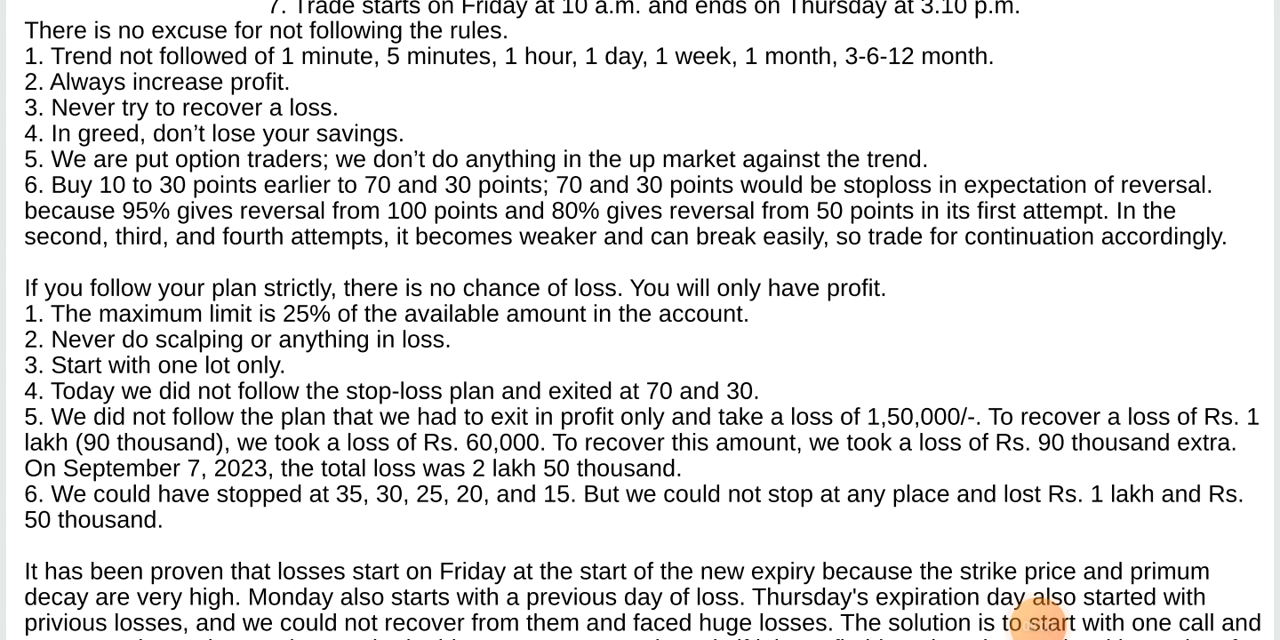 7. Trade starts on Friday at 10 a.m. and ends on Thursday at 3.10 p.m.
There is no excuse for not following the rules.
1. Trend not followed of 1 minute, 5 minutes, 1 hour, 1 day, 1 week, 1 month, 3-6-12 month.
2. Always increase profit.
3. Never try to recover a loss.
4. In greed, don’t lose your savings.
5. We are put option traders; we don’t do anything in the up market against the trend.
6. Buy 10 to 30 points earlier to 70 and 30 points; 70 and 30 points would be stoploss in expectation of reversal.
because 95% gives reversal from 100 points and 80% gives reversal from 50 points in its first attempt. In the
second, third, and fourth attempts, it becomes weaker and can break easily, so trade for continuation accordingly.
If you follow your plan strictly, there is no chance of loss. You will only have profit.
1. The maximum limit is 25% of the available amount in the account.
2. Never do scalping or anything in loss.
3. Start with one lot only.
4. Today we did not follow the stop-loss plan and exited at 70 and 30.
5. We did not follow the plan that we had to exit in profit only and take a loss of 1,50,000/-. To recover a loss of Rs. 1
lakh (90 thousand), we took a loss of Rs. 60,000. To recover this amount, we took a loss of Rs. 90 thousand extra.
On September 7, 2023, the total loss was 2 lakh 50 thousand.
6. We could have stopped at 35, 30, 25, 20, and 15. But we could not stop at any place and lost Rs. 1 lakh and Rs.
50 thousand.
It has been proven that losses start on Friday at the start of the new expiry because the strike price and primum
decay are very high. Monday also starts with a previous day of loss. Thursday's expiration day also started with
privious losses, and we could not recover from them and faced huge losses. The solution is to start with one call and